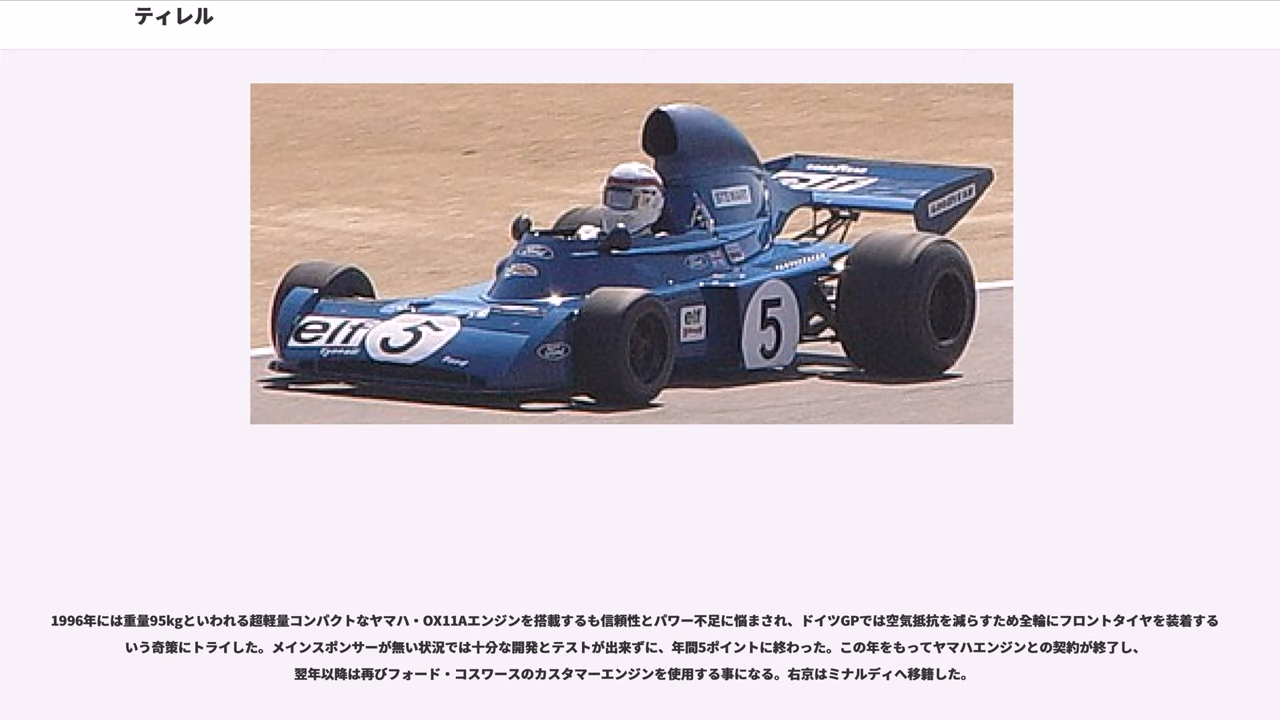 ティレル
GOODYEAR
STEWART
GOODYEAR
Ford
Ford
elf
5
elf
5
Ford
1996年には重量95kgといわれる超軽量コンパクトなヤマハ・OX11Aエンジンを搭載するも信頼性とパワー不足に悩まされ、ドイツGPでは空気抵抗を減らすため全輪にフロントタイヤを装着する
いう奇策にトライした。メインスポンサーが無い状況では十分な開発とテストが出来ずに、年間5ポイントに終わった。この年をもってヤマハエンジンとの契約が終了し、
翌年以降は再びフォード・コスワースのカスタマーエンジンを使用する事になる。右京はミナルディへ移籍した。